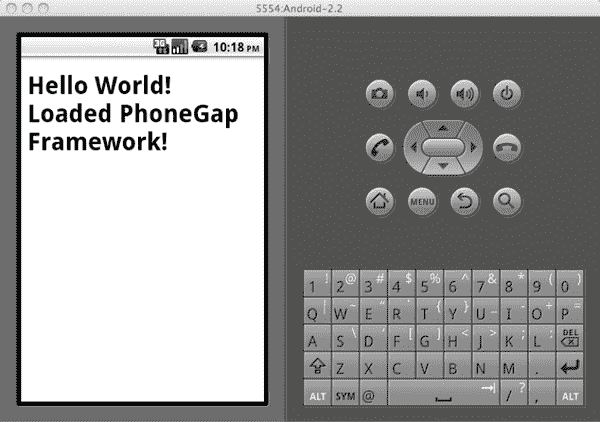 5554:Android-2.2
3G
10:18 PM
Hello World!
Loaded PhoneGap
Framework!
MENU
1 ! 2 @ 3 # 4 $ 5 % 6 ^ 7 & 8 * 9 ( 0 )
Q | W ~ E " R ` T { Y } U _ I - O + P =
A S \ D ' F [ G ] H < J > K ; L : DEL
Z X C V B N M .
ALT SYM @ / ? , ALT